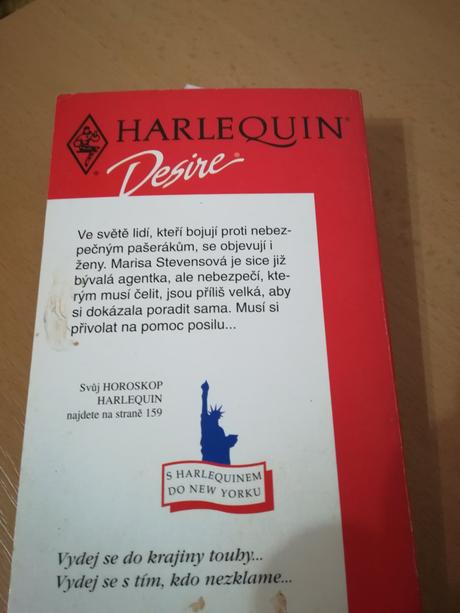 HARLEQUIN®
Desire®
Ve světě lidí, kteří bojují proti nebez-
pečným pašerákům, se objevují i
ženy. Marisa Stevensová je sice již
bývalá agentka, ale nebezpečí, kte-
rým musí čelit, jsou příliš velká, aby
si dokázala poradit sama. Musí si
přivolat na pomoc posilu...
Svůj HOROSKOP
HARLEQUIN
najdete na straně 159
S HARLEQUINEM
DO NEW YORKU
Vydej se do krajiny touhy...
Vydej se s tím, kdo nezklame...